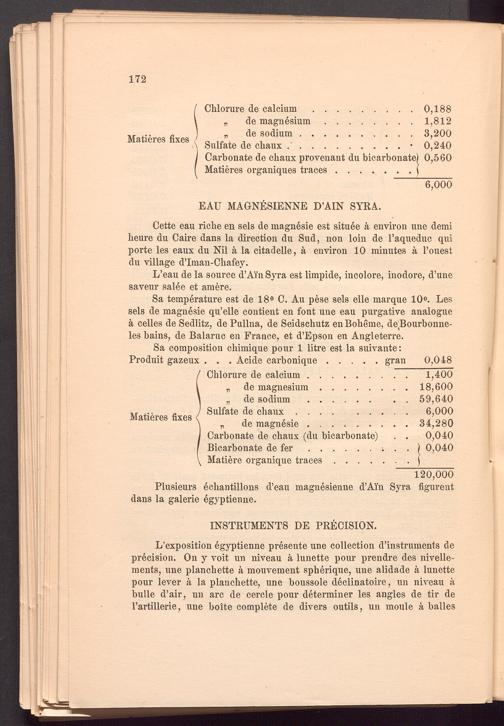 172
Chlorure de calcium . . . . . . . . . 0,188
„ de magnésium . . . . . . . . 1,812
„ de sodium . . . . . . . . . 3,200
Matières fixes
Sulfate de chaux . . . . . . . . . . . 0,240
Carbonate de chaux provenant du bicarbonate 0,560
Matières organiques traces . . . . . . .
6,000
EAU MAGNÉSIENNE D'AIN SYRA.
Cette eau riche en sels de magnésie est située à environ une demi
heure du Caire dans la direction du Sud, non loin de l'aqueduc qui
porte les eaux du Nil à la citadelle, à environ 10 minutes à l'ouest
du village d'Iman-Chafey.
L'eau de la source d'Aïn Syra est limpide, incolore, inodore, d'une
saveur salée et amère.
Sa température est de 18º C. Au pèse sels elle marque 10º. Les
sels de magnésie qu'elle contient en font une eau purgative analogue
à celles de Sedlitz, de Pullna, de Seidschutz en Bohême, de Bourbonne-
les bains, de Balaruc en France, et d'Epson en Angleterre.
Sa composition chimique pour 1 litre est la suivante:
Produit gazeux . . . Acide carbonique . . . . . gran 0,048
Chlorure de calcium . . . . . . . . . 1,400
„ de magnesium . . . . . . . . 18,600
„ de sodium . . . . . . . . 59,640
Matières fixes
Sulfate de chaux . . . . . . . . . . 6,000
„ de magnésie . . . . . . . . . 34,280
Carbonate de chaux (du bicarbonate) . . 0,040
Bicarbonate de fer . . . . . . . . . 0,040
Matière organique traces . . . . . . .
120,000
Plusieurs échantillons d'eau magnésienne d'Aïn Syra figurent
dans la galerie égyptienne.
INSTRUMENTS DE PRÉCISION.
L'exposition égyptienne présente une collection d'instruments de
précision. On y voit un niveau à lunette pour prendre des nivelle-
ments, une planchette à mouvement sphérique, une alidade à lunette
pour lever à la planchette, une boussole déclinatoire, un niveau à
bulle d'air, un arc de cercle pour déterminer les angles de tir de
l'artillerie, une boîte complète de divers outils, un moule à balles